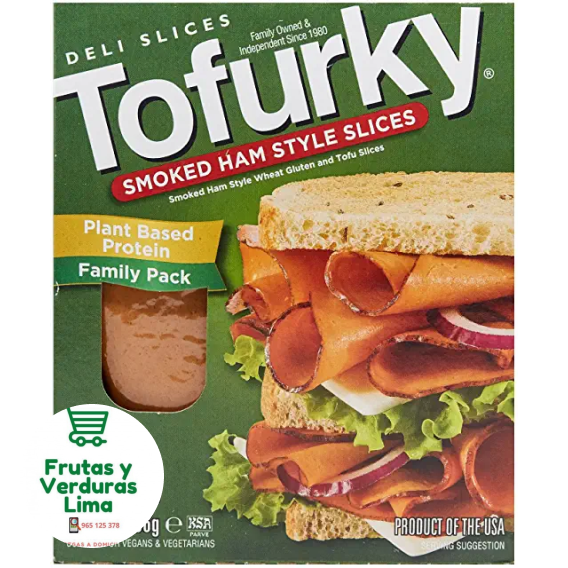 DELI SLICES
Family Owned &
Independent Since 1980
Tofurky®
SMOKED HAM STYLE SLICES
Smoked Ham Style Wheat Gluten and Tofu Slices
Plant Based
Protein
Family Pack
Frutas y
Verduras
Lima
965 125 378
g e KSA
PARVE
VEGANS & VEGETARIANS
PRODUCT OF THE USA
SUGGESTION